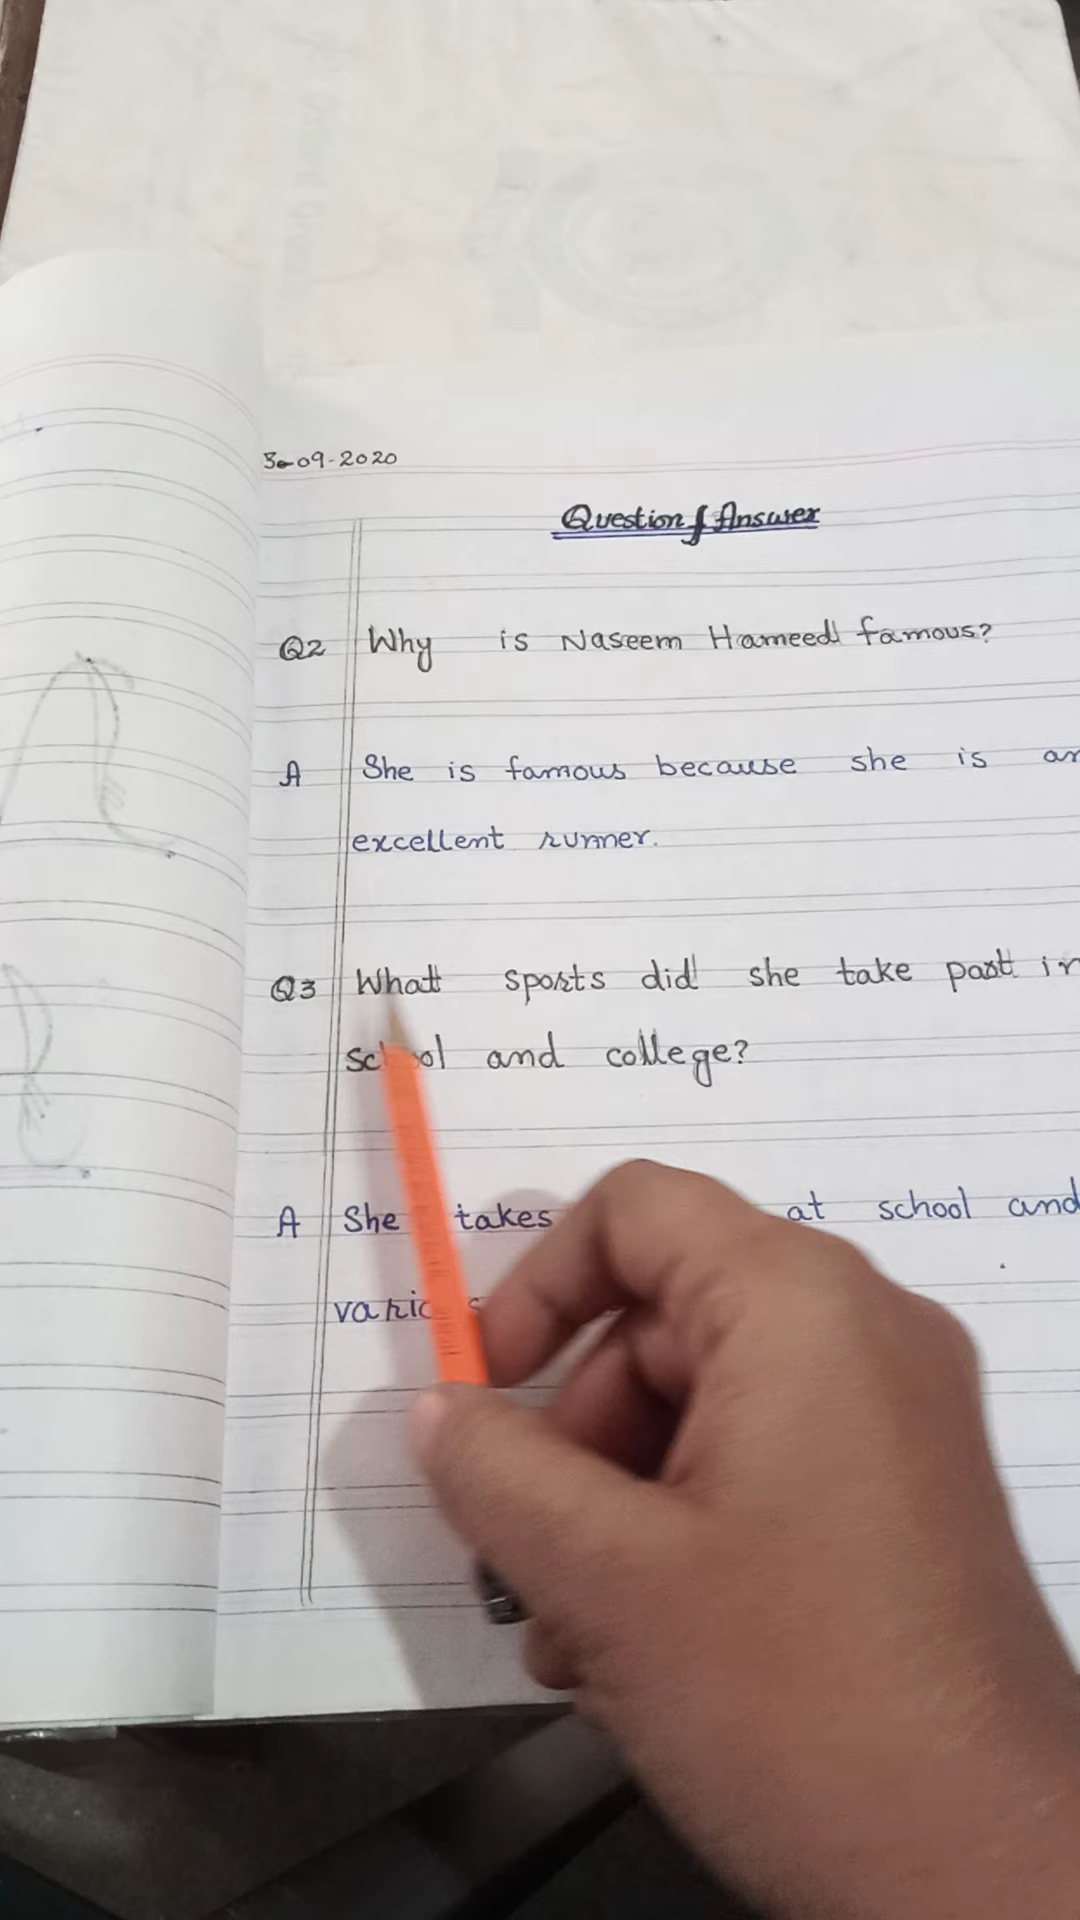 30-09-2020
Question / Answer
Q2 Why is Naseem Hameed famous?
A She is famous because she is an
excellent runner.
Q3 What sports did she take part in
school and college?
A She takes at school and